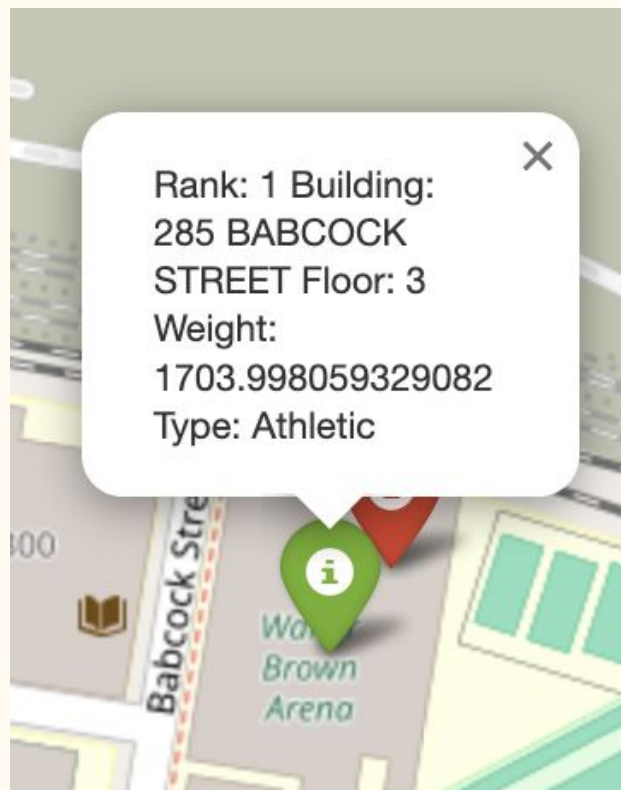 Rank: 1 Building:
285 BABCOCK
STREET Floor: 3
Weight:
1703.998059329082
Type: Athletic
Babcock Stre
Brown
Arena